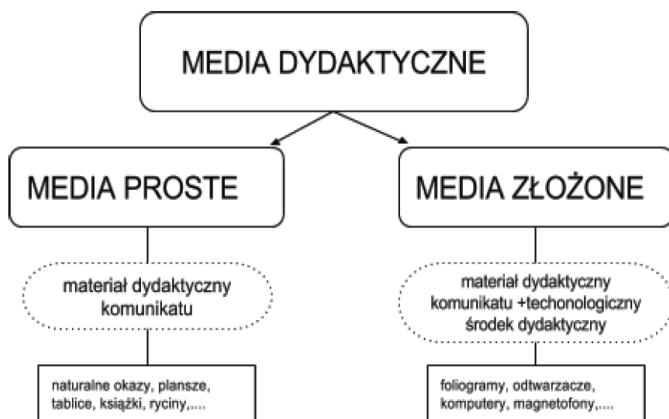 MEDIA DYDAKTYCZNE
MEDIA PROSTE
MEDIA ZŁOŻONE
materiał dydaktyczny
komunikatu
materiał dydaktyczny
komunikatu +techonologiczny
środek dydaktyczny
naturalne okazy, plansze,
tablice, książki, ryciny,....
foliogramy, odtwarzacze,
komputery, magnetofony,....